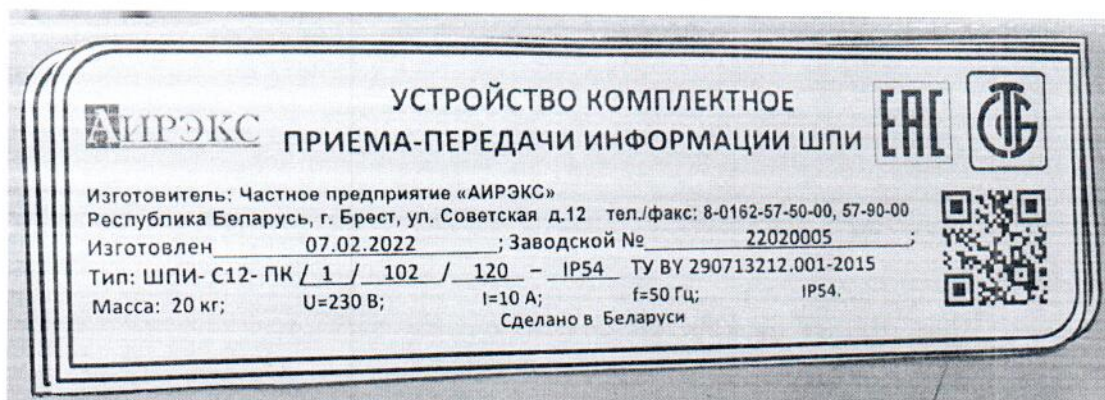 АИРЭКС
УСТРОЙСТВО КОМПЛЕКТНОЕ
ПРИЕМА-ПЕРЕДАЧИ ИНФОРМАЦИИ ШПИ
ЕАС
Изготовитель: Частное предприятие «АИРЭКС»
Республика Беларусь, г. Брест, ул. Советская д.12 тел./факс: 8-0162-57-50-00, 57-90-00
Изготовлен 07.02.2022 ; Заводской № 22020005 ;
Тип: ШПИ- С12- ПК / 1 / 102 / 120 – IP54 ТУ BY 290713212.001-2015
Масса: 20 кг; U=230 В; I=10 А; f=50 Гц; IP54.
Сделано в Беларуси